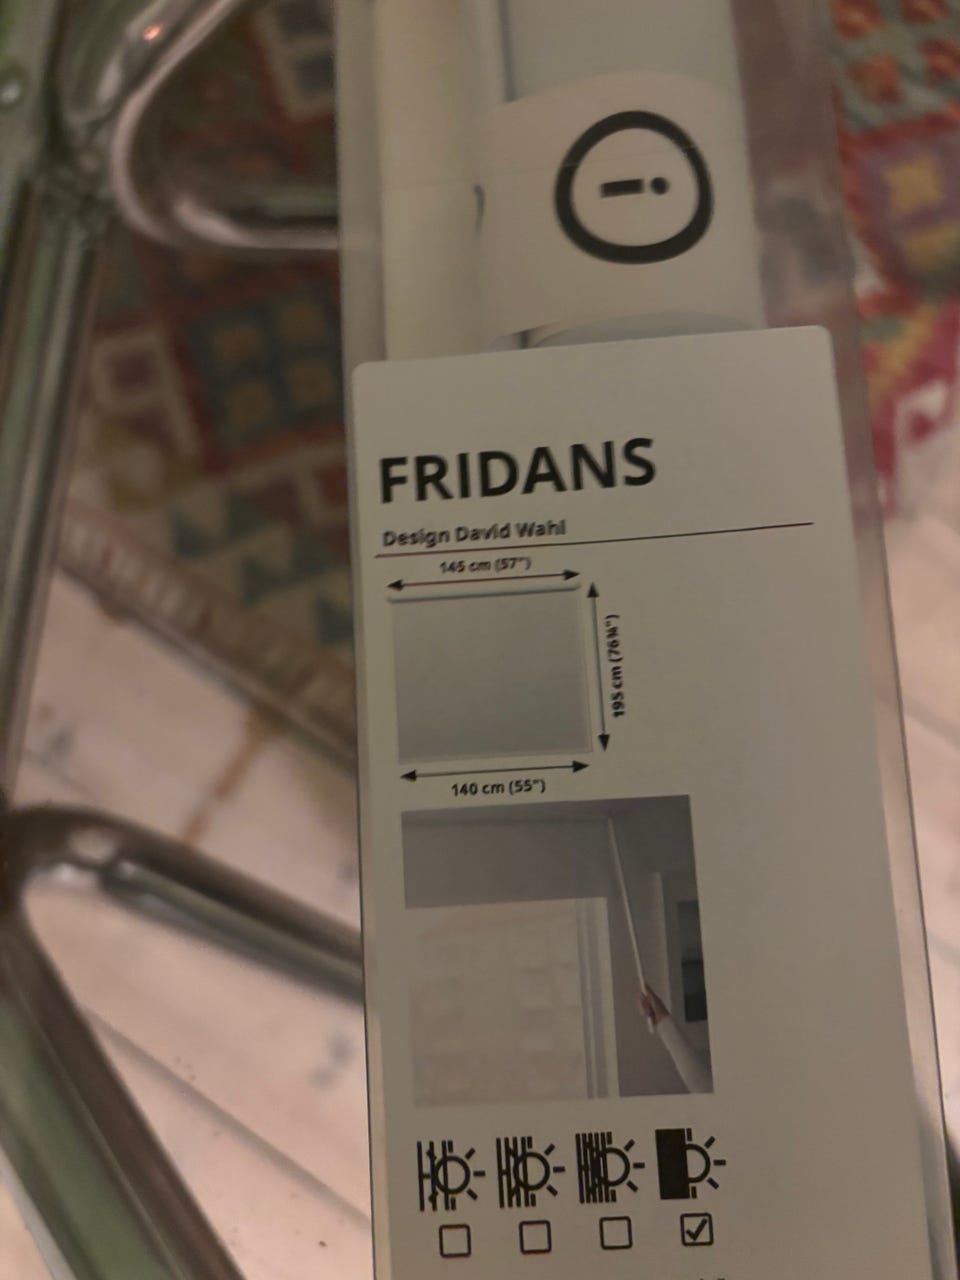 i
FRIDANS
Design David Wahl
145 cm (57")
195 cm (76¾")
140 cm (55")